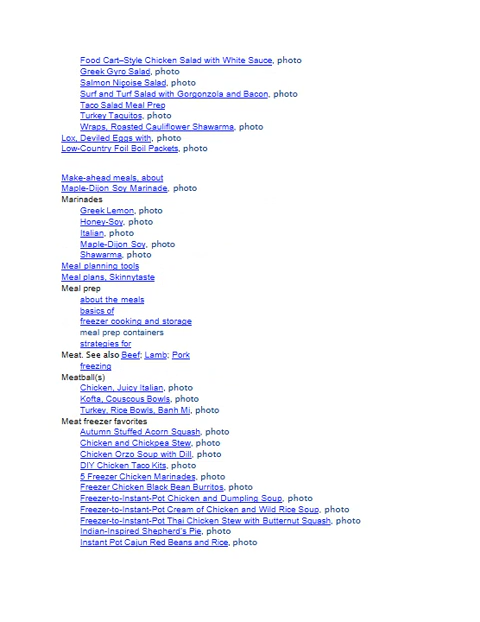 Food Cart–Style Chicken Salad with White Sauce, photo
Greek Gyro Salad, photo
Salmon Niçoise Salad, photo
Surf and Turf Salad with Gorgonzola and Bacon, photo
Taco Salad Meal Prep
Turkey Taquitos, photo
Wraps, Roasted Cauliflower Shawarma, photo
Lox, Deviled Eggs with, photo
Low-Country Foil Boil Packets, photo
Make-ahead meals, about
Maple-Dijon Soy Marinade, photo
Marinades
Greek Lemon, photo
Honey-Soy, photo
Italian, photo
Maple-Dijon Soy, photo
Shawarma, photo
Meal planning tools
Meal plans, Skinnytaste
Meal prep
about the meals
basics of
freezer cooking and storage
meal prep containers
strategies for
Meat. See also Beef; Lamb; Pork
freezing
Meatball(s)
Chicken, Juicy Italian, photo
Kofta, Couscous Bowls, photo
Turkey, Rice Bowls, Banh Mi, photo
Meat freezer favorites
Autumn Stuffed Acorn Squash, photo
Chicken and Chickpea Stew, photo
Chicken Orzo Soup with Dill, photo
DIY Chicken Taco Kits, photo
5 Freezer Chicken Marinades, photo
Freezer Chicken Black Bean Burritos, photo
Freezer-to-Instant-Pot Chicken and Dumpling Soup, photo
Freezer-to-Instant-Pot Cream of Chicken and Wild Rice Soup, photo
Freezer-to-Instant-Pot Thai Chicken Stew with Butternut Squash, photo
Indian-Inspired Shepherd's Pie, photo
Instant Pot Cajun Red Beans and Rice, photo